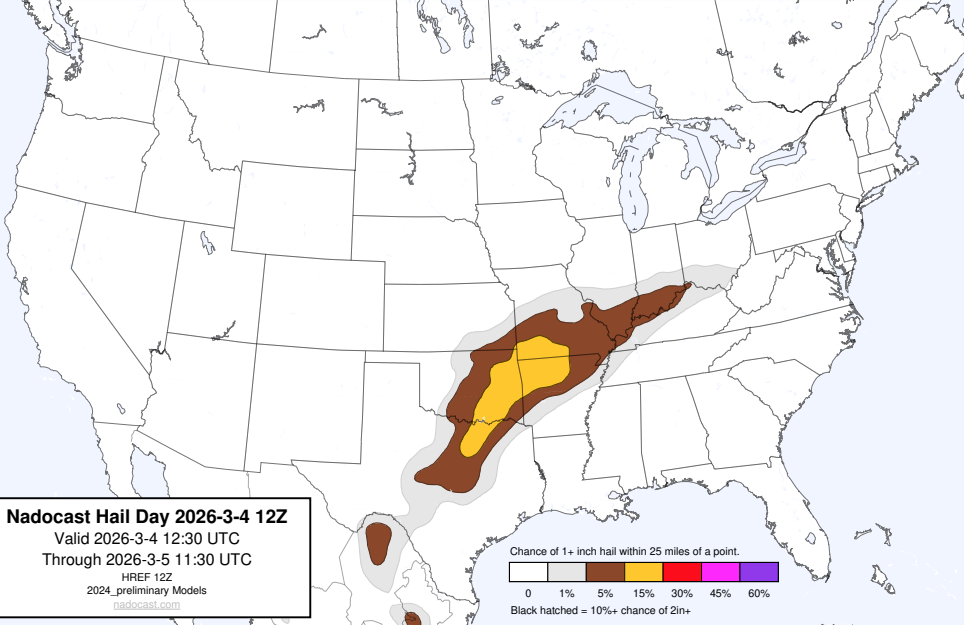 Nadocast Hail Day 2026-3-4 12Z
Valid 2026-3-4 12:30 UTC
Through 2026-3-5 11:30 UTC
HREF 12Z
2024_preliminary Models
nadocast.com
Chance of 1+ inch hail within 25 miles of a point.
0 1% 5% 15% 30% 45% 60%
Black hatched = 10%+ chance of 2in+